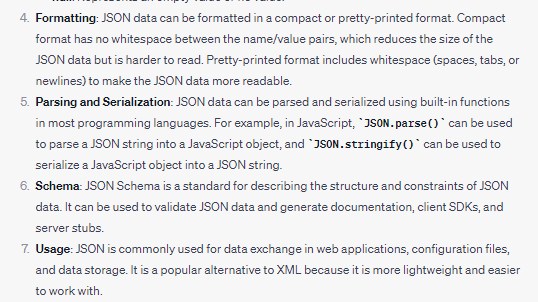 4. Formatting: JSON data can be formatted in a compact or pretty-printed format. Compact
format has no whitespace between the name/value pairs, which reduces the size of the
JSON data but is harder to read. Pretty-printed format includes whitespace (spaces, tabs, or
newlines) to make the JSON data more readable.
5. Parsing and Serialization: JSON data can be parsed and serialized using built-in functions
in most programming languages. For example, in JavaScript, `JSON.parse()` can be used
to parse a JSON string into a JavaScript object, and `JSON.stringify()` can be used to
serialize a JavaScript object into a JSON string.
6. Schema: JSON Schema is a standard for describing the structure and constraints of JSON
data. It can be used to validate JSON data and generate documentation, client SDKs, and
server stubs.
7. Usage: JSON is commonly used for data exchange in web applications, configuration files,
and data storage. It is a popular alternative to XML because it is more lightweight and easier
to work with.